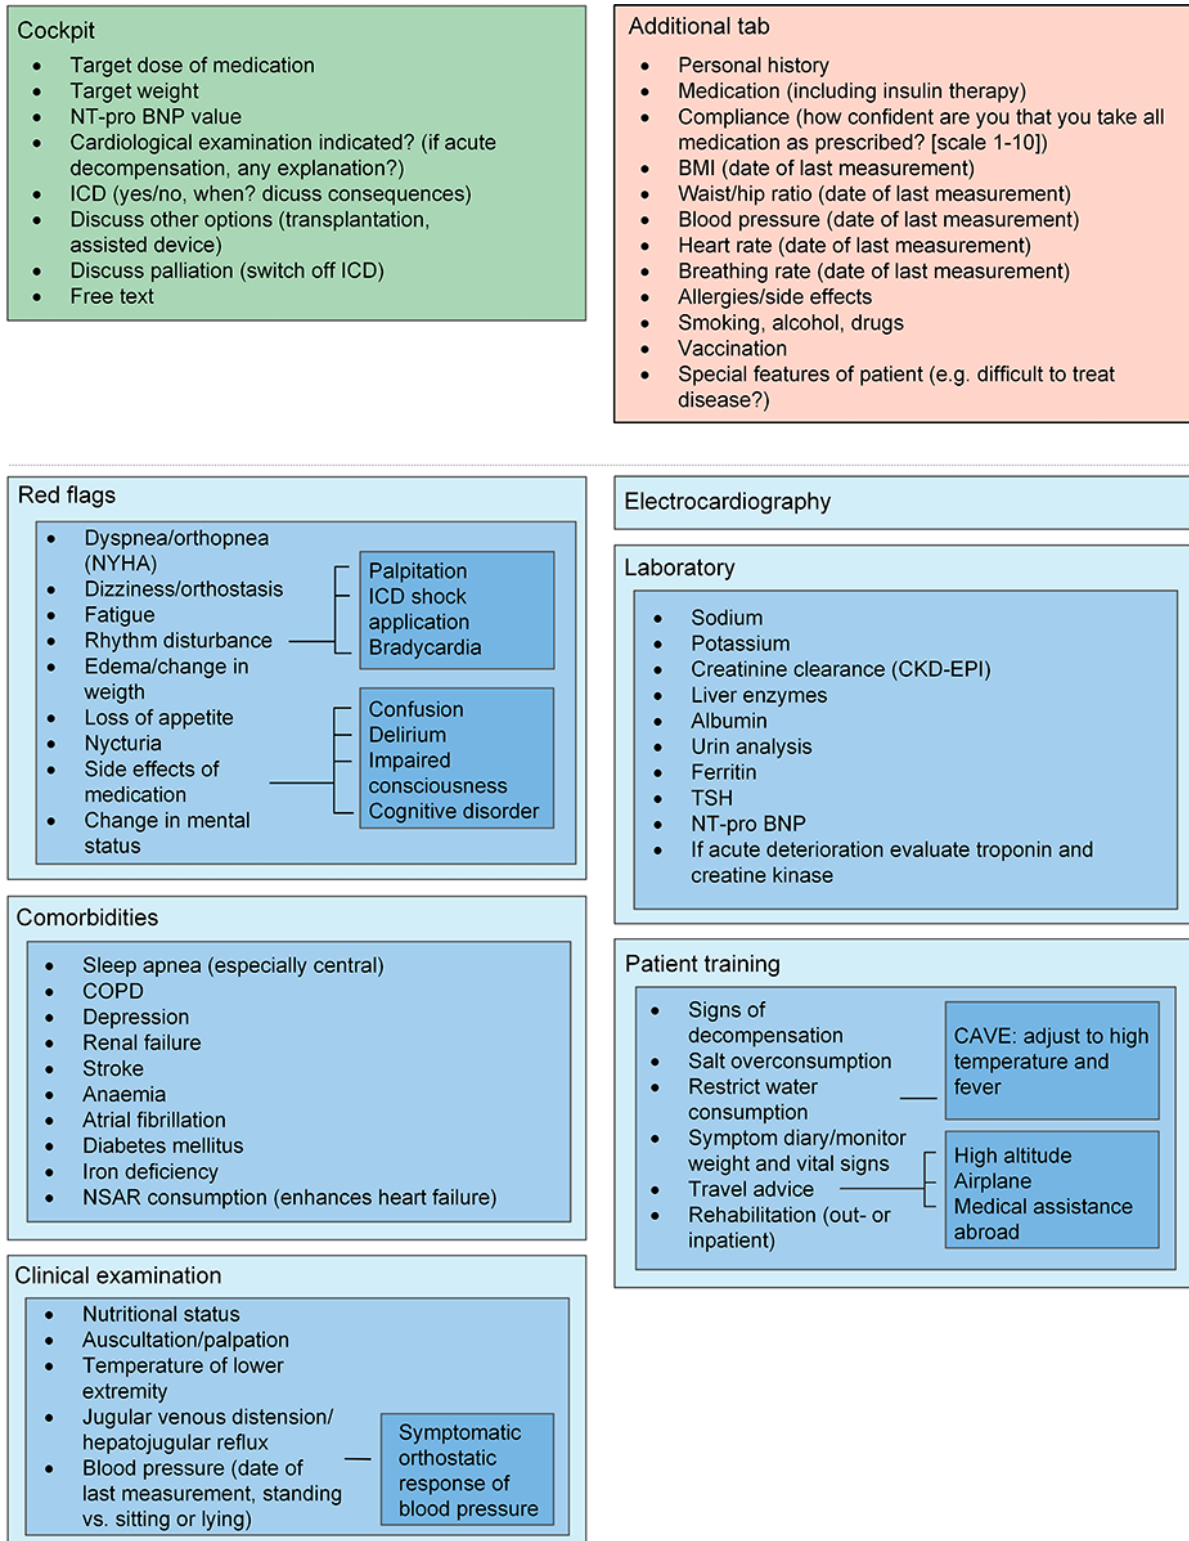 Cockpit
• Target dose of medication
• Target weight
• NT-pro BNP value
• Cardiological examination indicated? (if acute
decompensation, any explanation?)
• ICD (yes/no, when? dicuss consequences)
• Discuss other options (transplantation,
assisted device)
• Discuss palliation (switch off ICD)
• Free text
Additional tab
• Personal history
• Medication (including insulin therapy)
• Compliance (how confident are you that you take all
medication as prescribed? [scale 1-10])
• BMI (date of last measurement)
• Waist/hip ratio (date of last measurement)
• Blood pressure (date of last measurement)
• Heart rate (date of last measurement)
• Breathing rate (date of last measurement)
• Allergies/side effects
• Smoking, alcohol, drugs
• Vaccination
• Special features of patient (e.g. difficult to treat
disease?)
Red flags
• Dyspnea/orthopnea
(NYHA)
• Dizziness/orthostasis
• Fatigue
• Rhythm disturbance
• Edema/change in
weigth
• Loss of appetite
• Nycturia
• Side effects of
medication
• Change in mental
status
Palpitation
ICD shock
application
Bradycardia
Confusion
Delirium
Impaired
consciousness
Cognitive disorder
Comorbidities
• Sleep apnea (especially central)
• COPD
• Depression
• Renal failure
• Stroke
• Anaemia
• Atrial fibrillation
• Diabetes mellitus
• Iron deficiency
• NSAR consumption (enhances heart failure)
Clinical examination
• Nutritional status
• Auscultation/palpation
• Temperature of lower
extremity
• Jugular venous distension/
hepatojugular reflux
• Blood pressure (date of
last measurement, standing
vs. sitting or lying)
Symptomatic
orthostatic
response of
blood pressure
Electrocardiography
Laboratory
• Sodium
• Potassium
• Creatinine clearance (CKD-EPI)
• Liver enzymes
• Albumin
• Urin analysis
• Ferritin
• TSH
• NT-pro BNP
• If acute deterioration evaluate troponin and
creatine kinase
Patient training
• Signs of
decompensation
• Salt overconsumption
• Restrict water
consumption
• Symptom diary/monitor
weight and vital signs
• Travel advice
• Rehabilitation (out- or
inpatient)
CAVE: adjust to high
temperature and
fever
High altitude
Airplane
Medical assistance
abroad